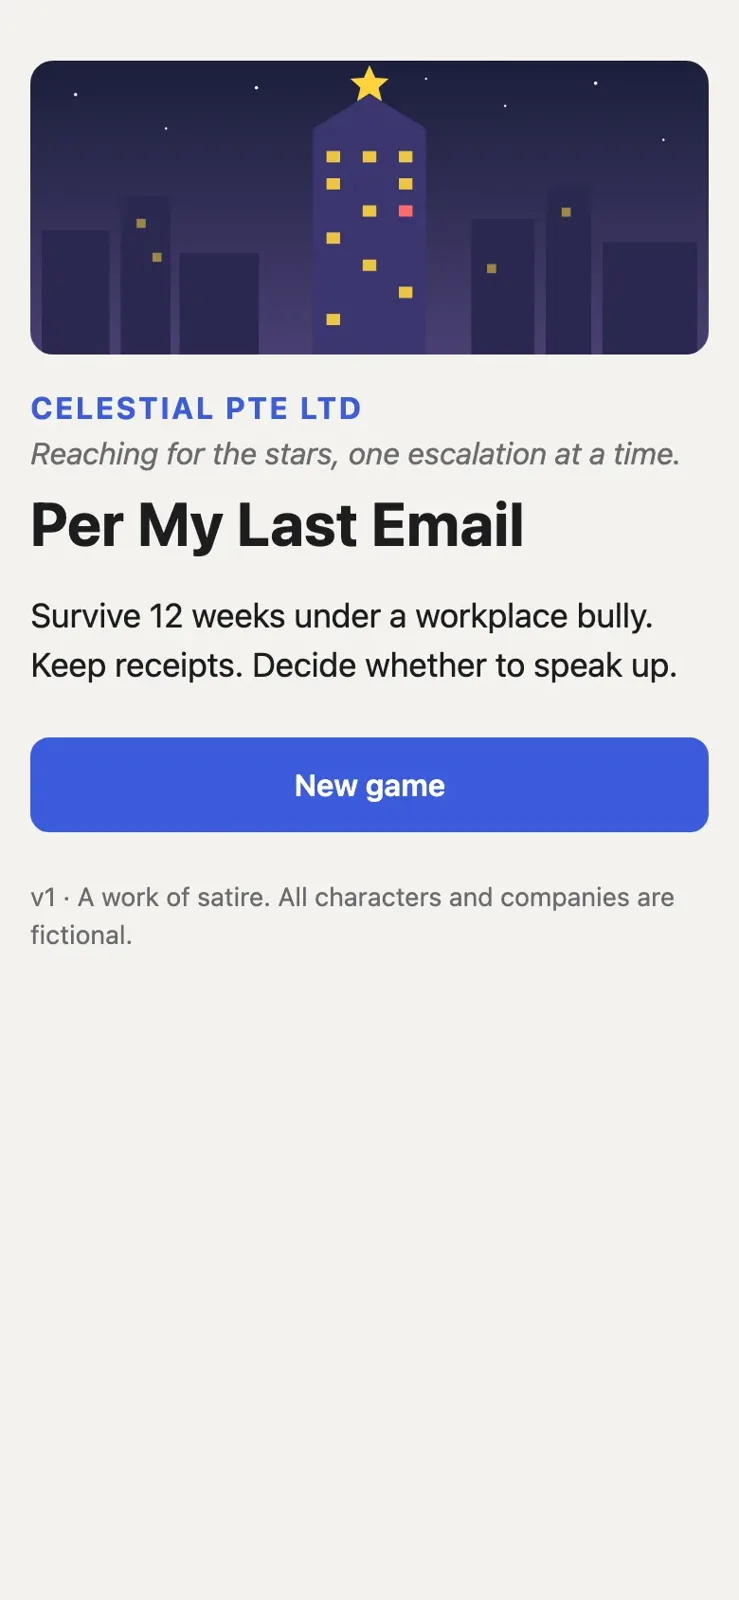 CELESTIAL PTE LTD
Reaching for the stars, one escalation at a time.
Per My Last Email
Survive 12 weeks under a workplace bully.
Keep receipts. Decide whether to speak up.
New game
v1 · A work of satire. All characters and companies are
fictional.